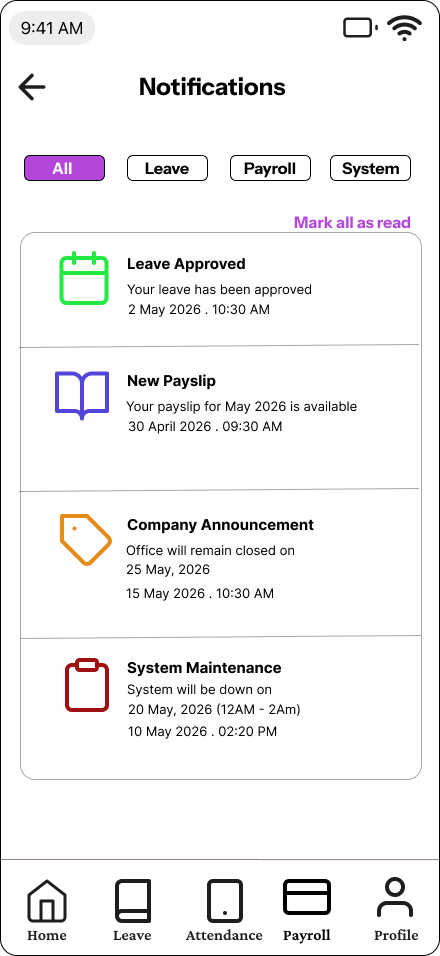 9:41 AM
Notifications
All
Leave
Payroll
System
Mark all as read
Leave Approved
Your leave has been approved
2 May 2026 . 10:30 AM
New Payslip
Your payslip for May 2026 is available
30 April 2026 . 09:30 AM
Company Announcement
Office will remain closed on
25 May, 2026
15 May 2026 . 10:30 AM
System Maintenance
System will be down on
20 May, 2026 (12AM - 2Am)
10 May 2026 . 02:20 PM
Home
Leave
Attendance
Payroll
Profile